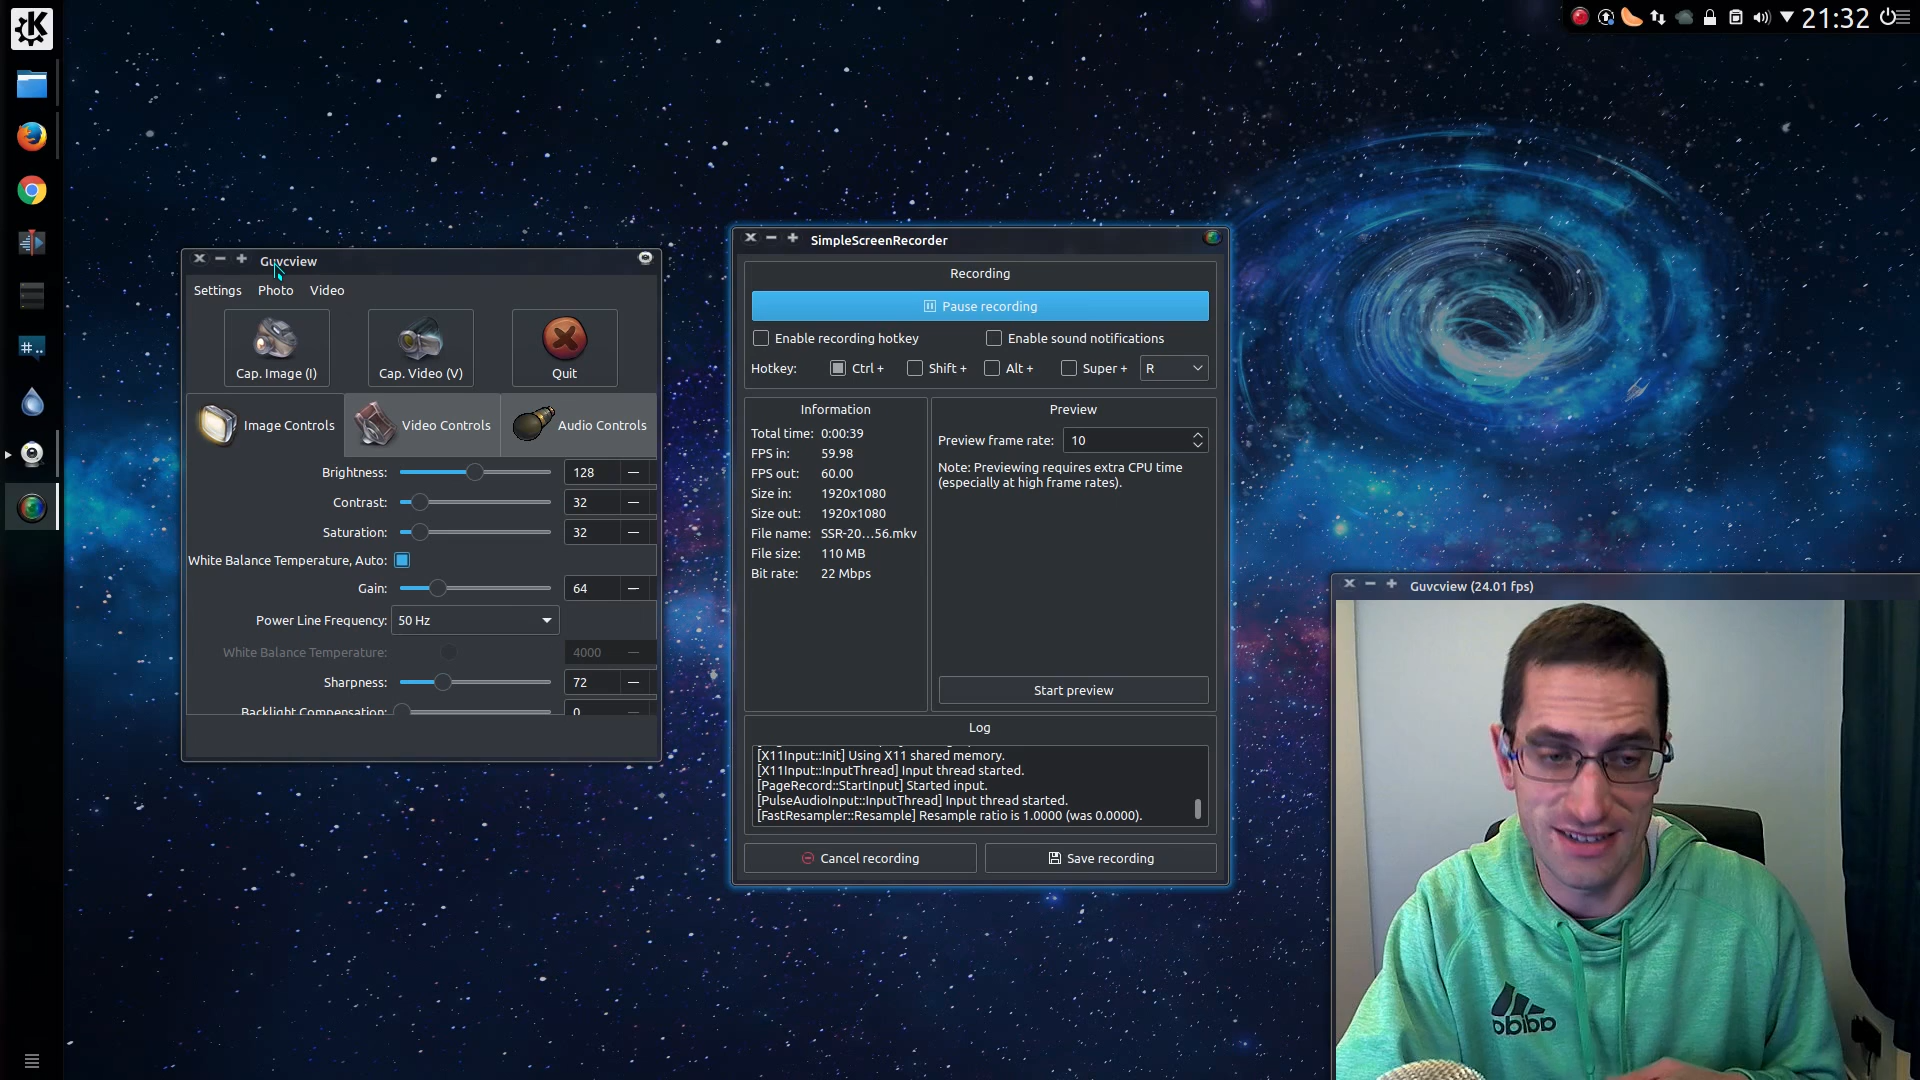 21:32
Guvcview
Settings Photo Video
Cap. Image (I) Cap. Video (V) Quit
Image Controls Video Controls Audio Controls
Brightness: 128
Contrast: 32
Saturation: 32
White Balance Temperature, Auto:
Gain: 64
Power Line Frequency: 50 Hz
White Balance Temperature: 4000
Sharpness: 72
Backlight Compensation: 0
SimpleScreenRecorder
Recording
Pause recording
Enable recording hotkey Enable sound notifications
Hotkey: Ctrl + Shift + Alt + Super + R
Information
Total time: 0:00:39
FPS in: 59.98
FPS out: 60.00
Size in: 1920x1080
Size out: 1920x1080
File name: SSR-20...56.mkv
File size: 110 MB
Bit rate: 22 Mbps
Preview
Preview frame rate: 10
Note: Previewing requires extra CPU time
(especially at high frame rates).
Start preview
Log
[X11Input::Init] Using X11 shared memory.
[X11Input::InputThread] Input thread started.
[PageRecord::StartInput] Started input.
[PulseAudioInput::InputThread] Input thread started.
[FastResampler::Resample] Resample ratio is 1.0000 (was 0.0000).
Cancel recording Save recording
Guvcview (24.01 fps)
adidas